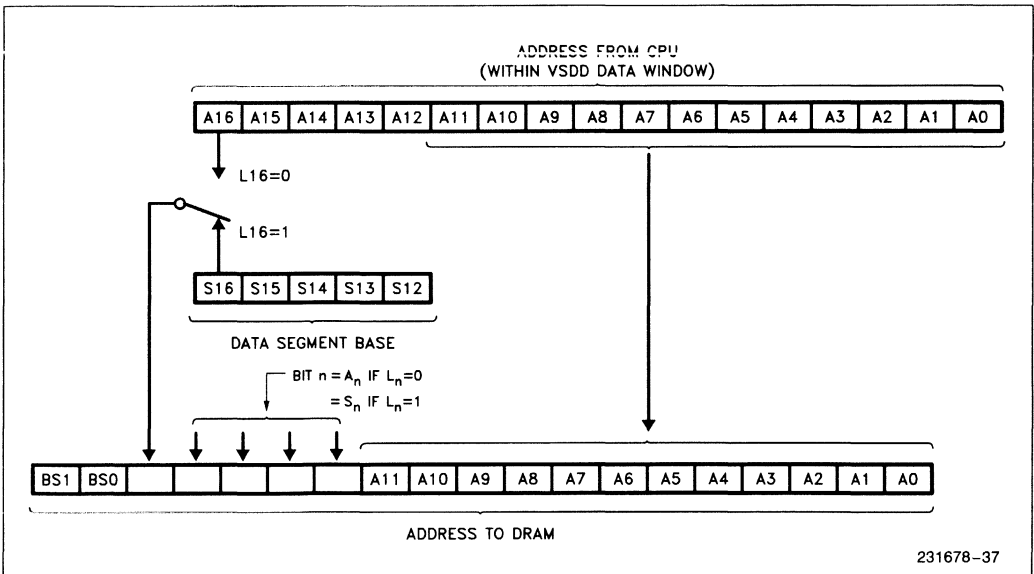 ADDRESS FROM CPU
(WITHIN VSDD DATA WINDOW)
A16 A15 A14 A13 A12 A11 A10 A9 A8 A7 A6 A5 A4 A3 A2 A1 A0
L16=0
L16=1
S16 S15 S14 S13 S12
DATA SEGMENT BASE
BIT n = Aₙ IF Lₙ=0
= Sₙ IF Lₙ=1
BS1 BS0 A11 A10 A9 A8 A7 A6 A5 A4 A3 A2 A1 A0
ADDRESS TO DRAM
231678–37